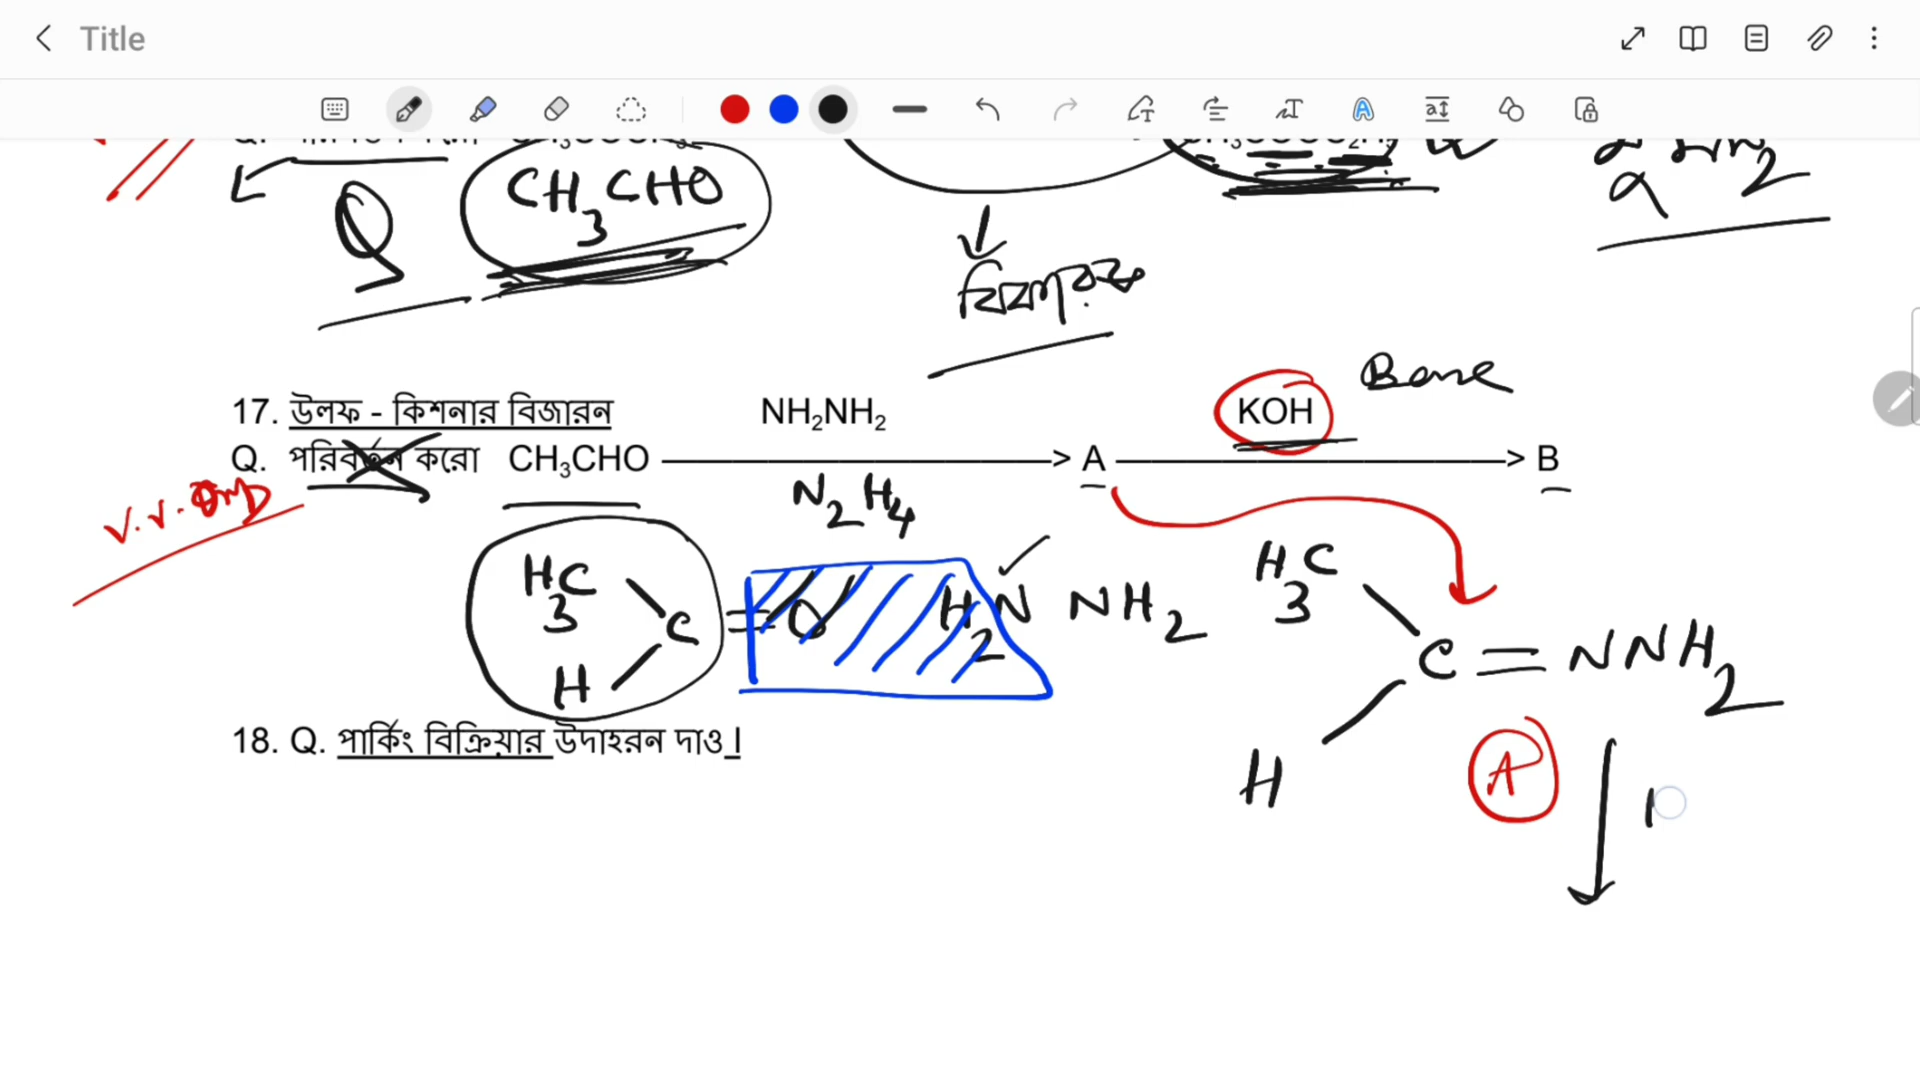 Title
CH3CHO
Q
বিয়োগ
KOH Base
17. উলফ - কিশনার বিজারন NH₂NH₂
Q. পরিবর্তন করো CH₃CHO ————> A ————> B
N2H4
v.v. Imp
H3C C = O H2N NH2
H
H3C C = NNH2
H
A
18. Q. পার্কিং বিক্রিয়ার উদাহরন দাও |